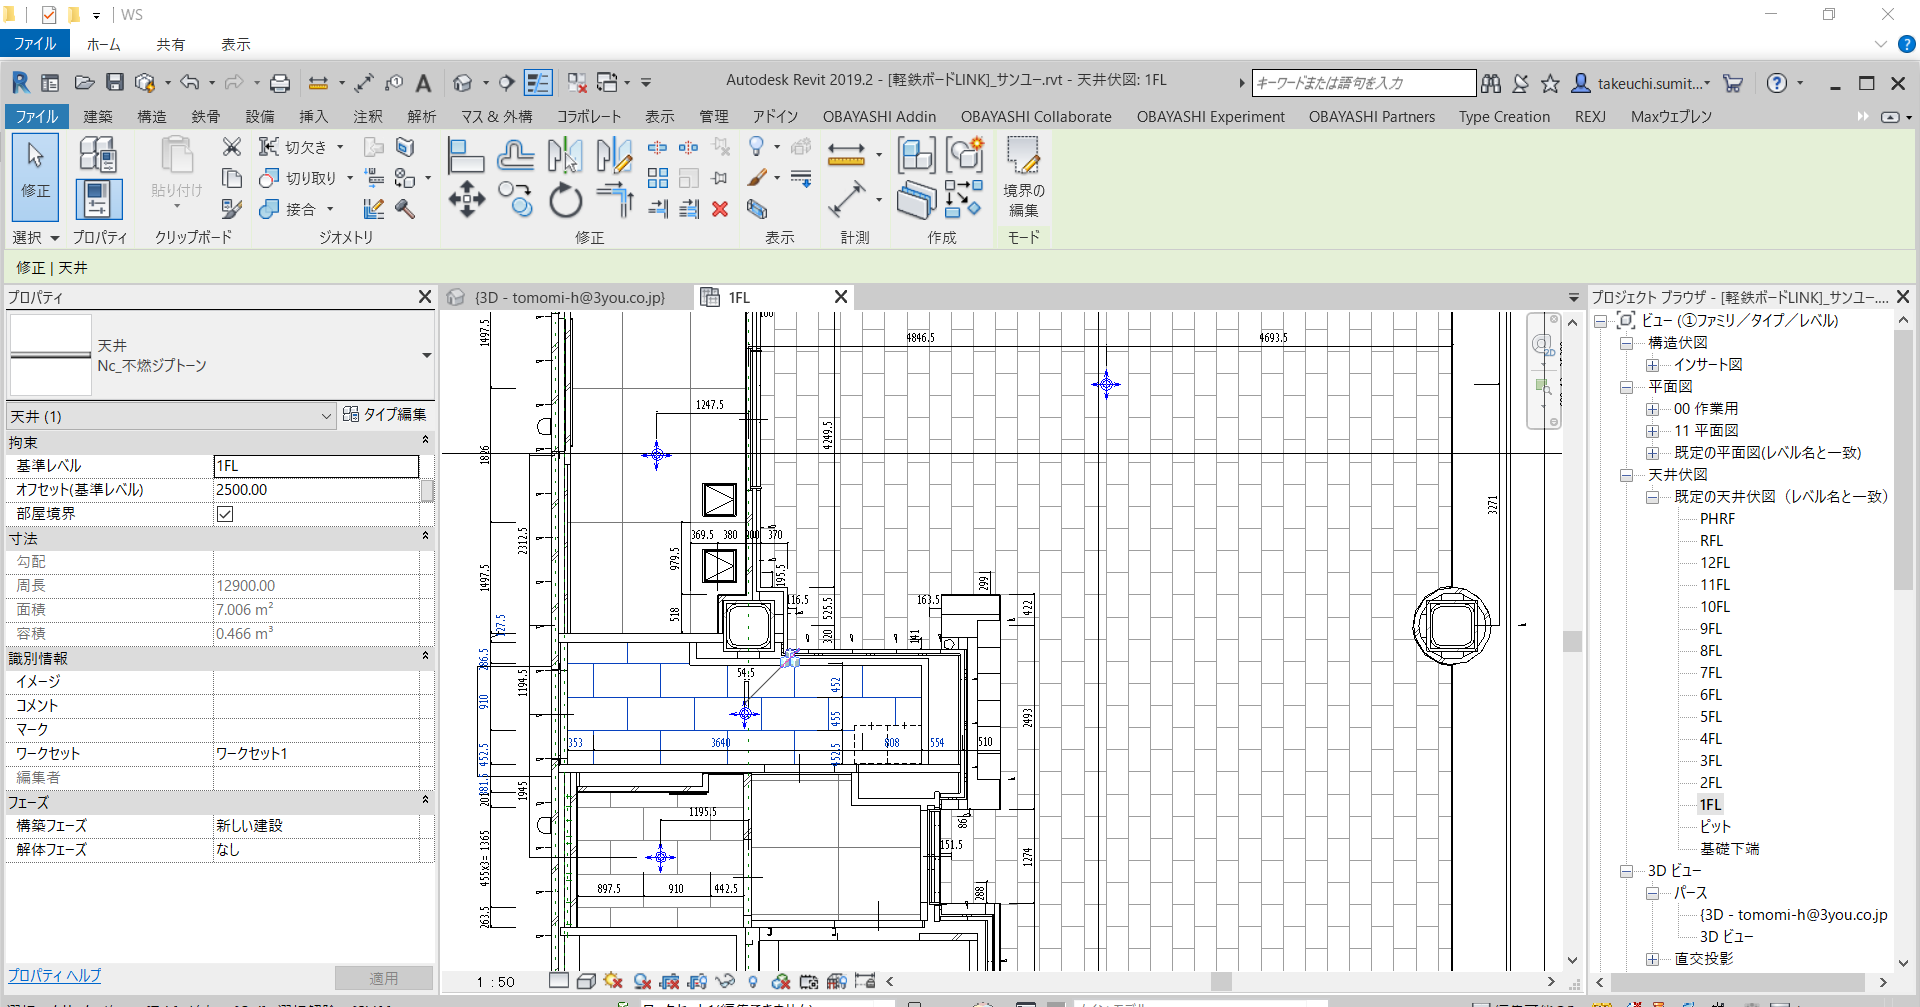 WS
ファイル ホーム 共有 表示
Autodesk Revit 2019.2 - [軽鉄ボードLINK]_サンユー.rvt - 天井伏図: 1FL
キーワードまたは語句を入力
takeuchi.sumit...
ファイル 建築 構造 鉄骨 設備 挿入 注釈 解析 マス & 外構 コラボレート 表示 管理 アドイン OBAYASHI Addin OBAYASHI Collaborate OBAYASHI Experiment OBAYASHI Partners Type Creation REXJ Maxウェブレン
修正
貼り付け
切欠き
切り取り
接合
境界の
編集
選択 プロパティ クリップボード ジオメトリ 修正 表示 計測 作成 モード
修正 | 天井
プロパティ
天井
Nc_不燃ジプトーン
天井 (1)
タイプ編集
拘束
基準レベル 1FL
オフセット(基準レベル) 2500.00
部屋境界
寸法
勾配
周長 12900.00
面積 7.006 m²
容積 0.466 m³
識別情報
イメージ
コメント
マーク
ワークセット ワークセット1
編集者
フェーズ
構築フェーズ 新しい建設
解体フェーズ なし
プロパティ ヘルプ
適用
{3D - tomomi-h@3you.co.jp}
1FL
4846.5
4693.5
1497.5
1247.5
4249.5
1826
3271
2312.5
369.5
380
370
979.5
195.5
299
1497.5
116.5
163.5
525.5
422
518
320
141
127.5
286.5
54.5
1194.5
452
910
455
2493
353
3640
808
554
510
452.5
452.5
1945
1195.5
86
151.5
455x3= 1365
1274
897.5
910
442.5
288
263.5
1 : 50
プロジェクト ブラウザ - [軽鉄ボードLINK]_サンユー....
ビュー (①ファミリ／タイプ／レベル)
構造伏図
インサート図
平面図
00 作業用
11 平面図
既定の平面図(レベル名と一致)
天井伏図
既定の天井伏図（レベル名と一致）
PHRF
RFL
12FL
11FL
10FL
9FL
8FL
7FL
6FL
5FL
4FL
3FL
2FL
1FL
ピット
基礎下端
3D ビュー
パース
{3D - tomomi-h@3you.co.jp
3D ビュー
直交投影